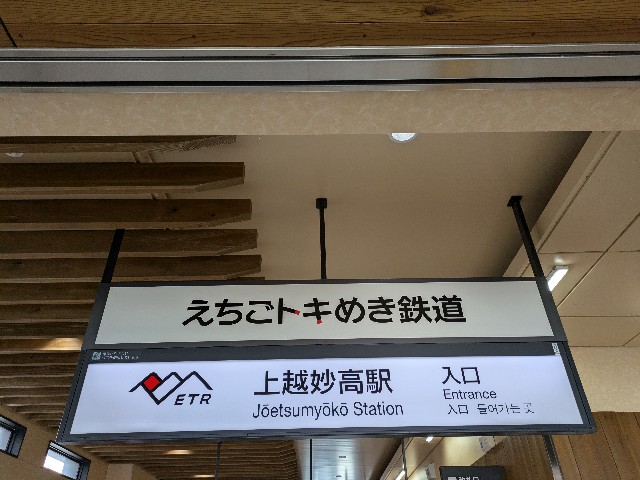 えちごトキめき鉄道
ETR
上越妙高駅
Jōetsumyōkō Station
入口
Entrance
入口 들어가는 곳